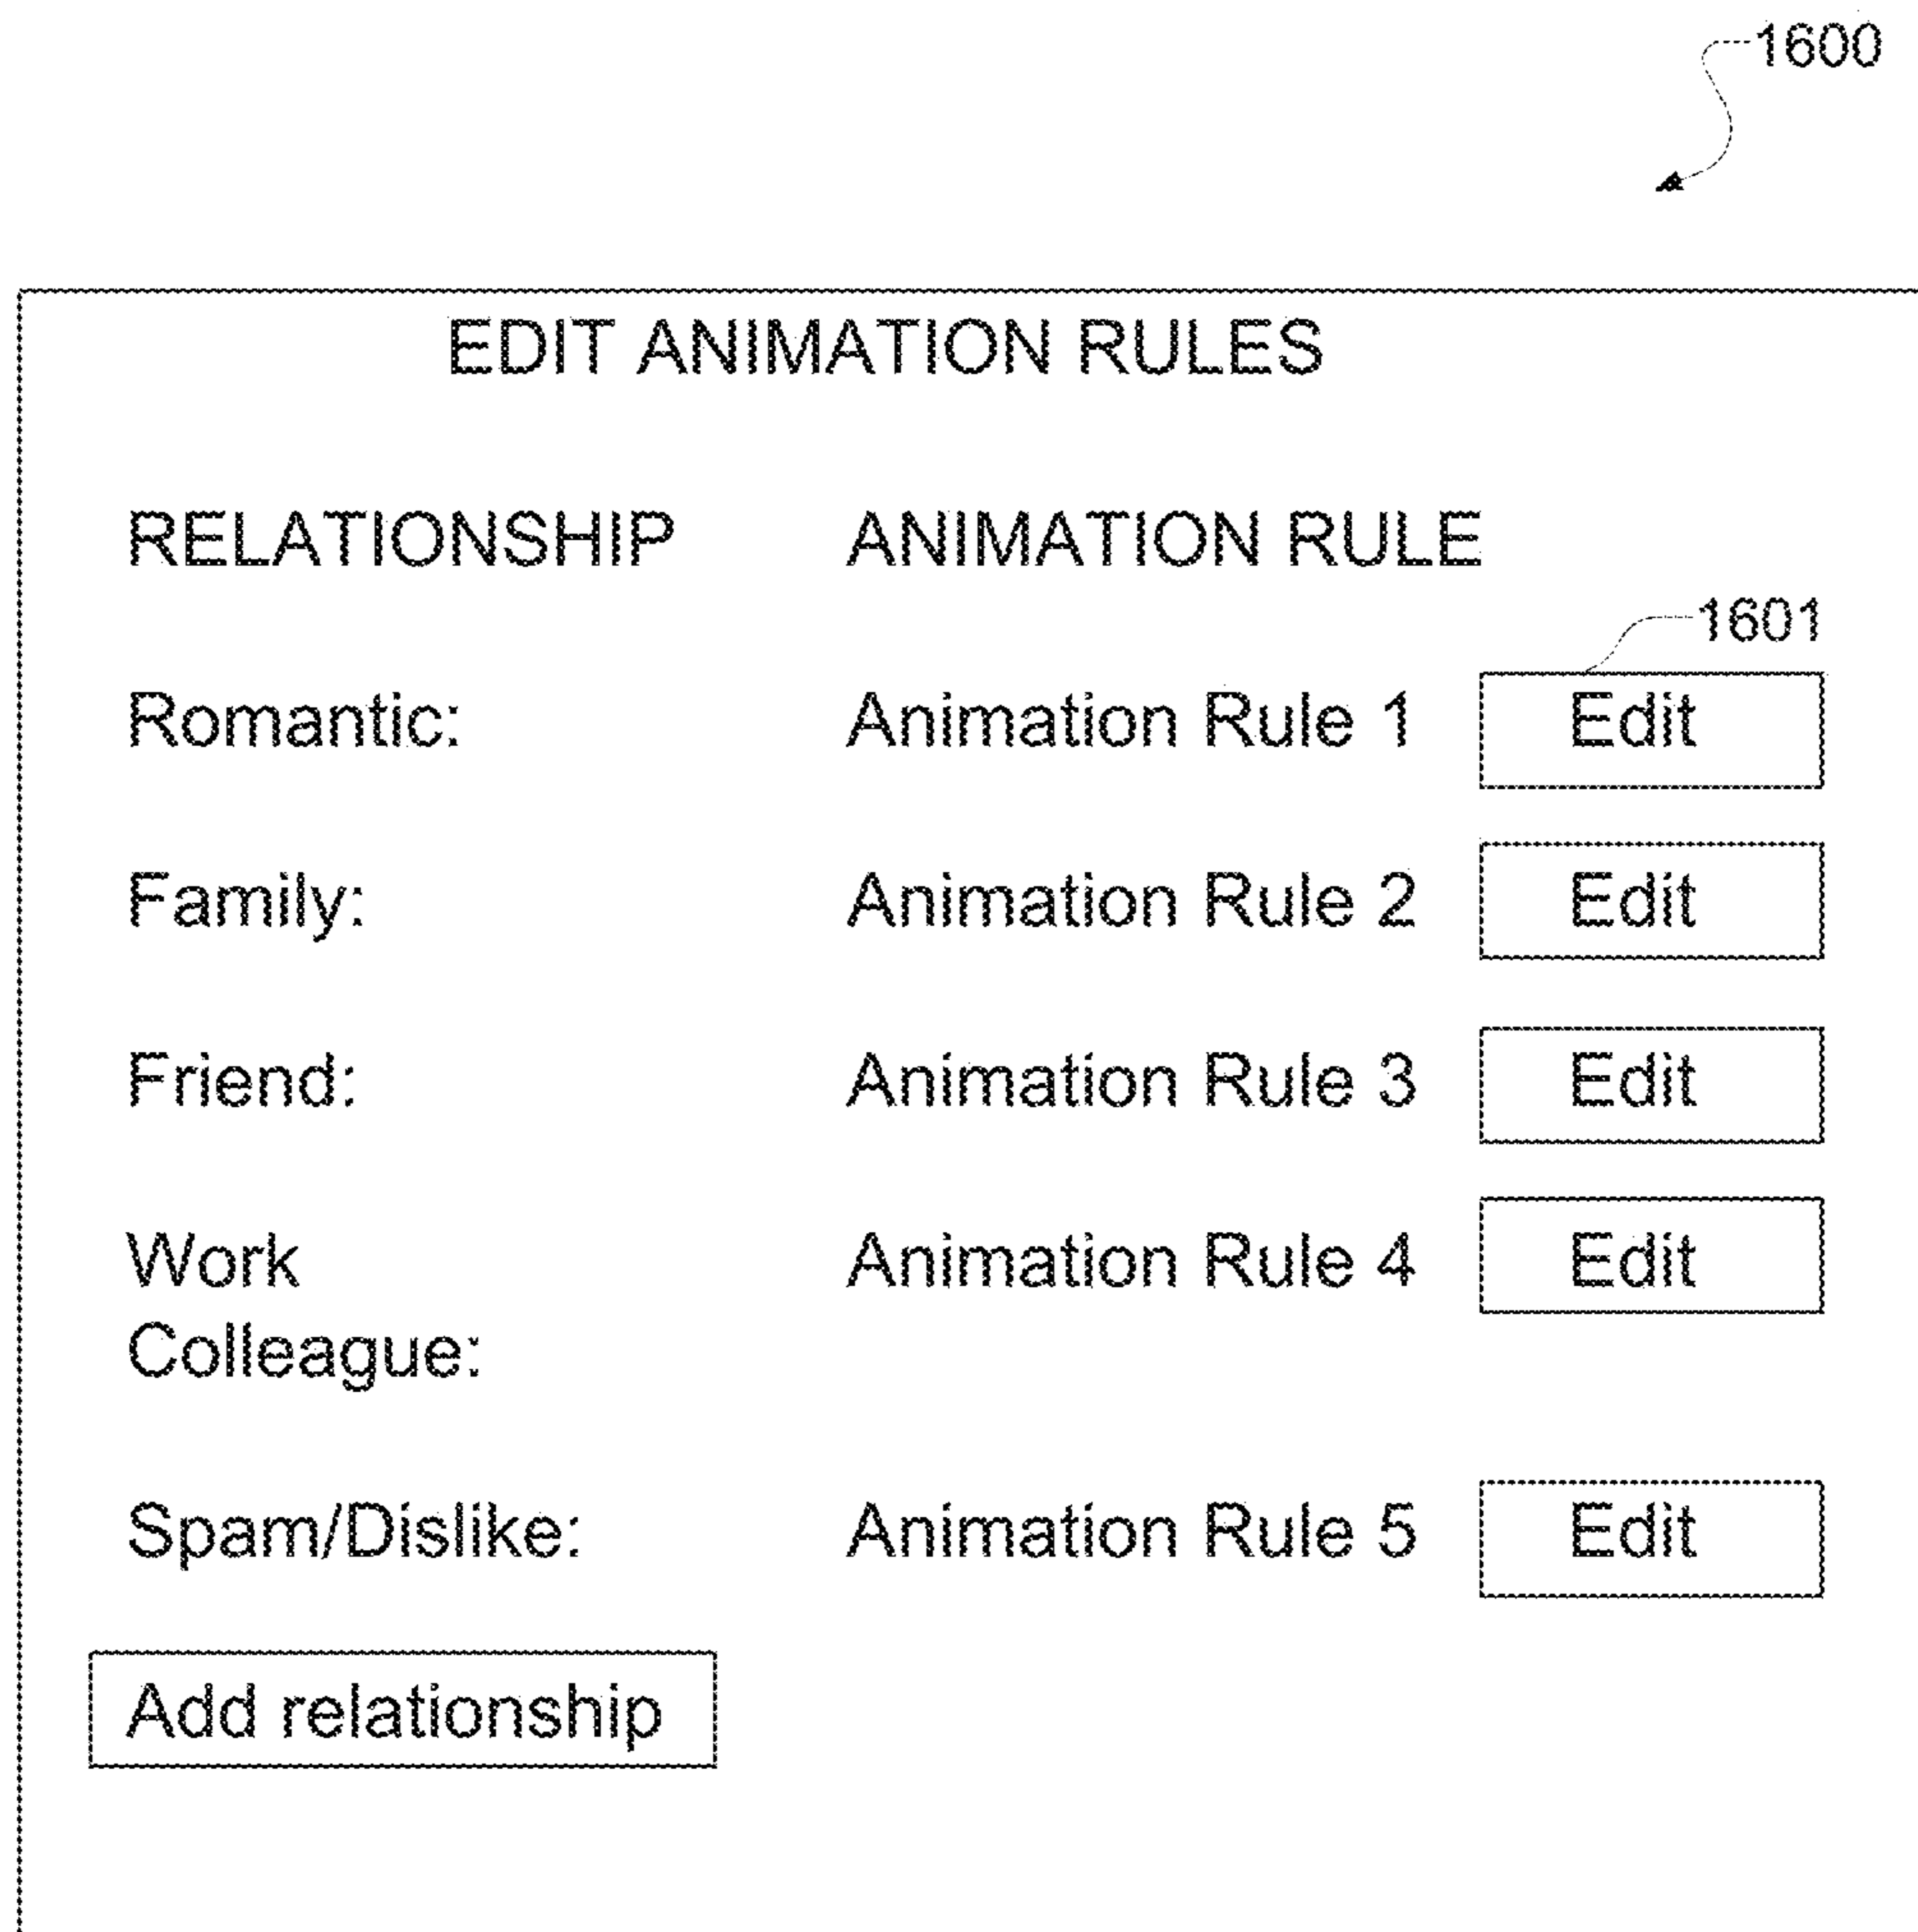 1600
EDIT ANIMATION RULES
RELATIONSHIP ANIMATION RULE
1601
Romantic: Animation Rule 1 Edit
Family: Animation Rule 2 Edit
Friend: Animation Rule 3 Edit
Work Animation Rule 4 Edit
Colleague:
Spam/Dislike: Animation Rule 5 Edit
Add relationship